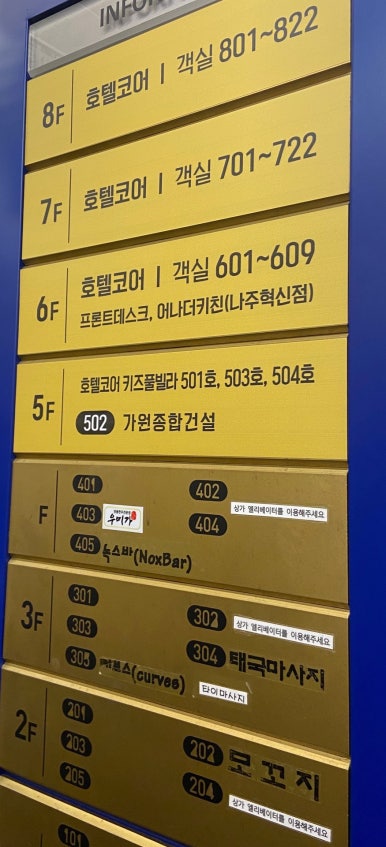 8F 호텔코어 | 객실 801~822
7F 호텔코어 | 객실 701~722
6F 호텔코어 | 객실 601~609
프론트데스크, 어나더키친(나주혁신점)
5F 호텔코어 키즈풀빌라 501호, 503호, 504호
502 가원종합건설
F
401
402 상가 엘리베이터를 이용해주세요
403 우미가
404
405 녹스바(NoxBar)
3F
301
302 상가 엘리베이터를 이용해주세요
303
304 태국마사지
305 (curves) 타이마사지
2F
201
202 모꼬지
203
204 상가 엘리베이터를 이용해주세요
205
101